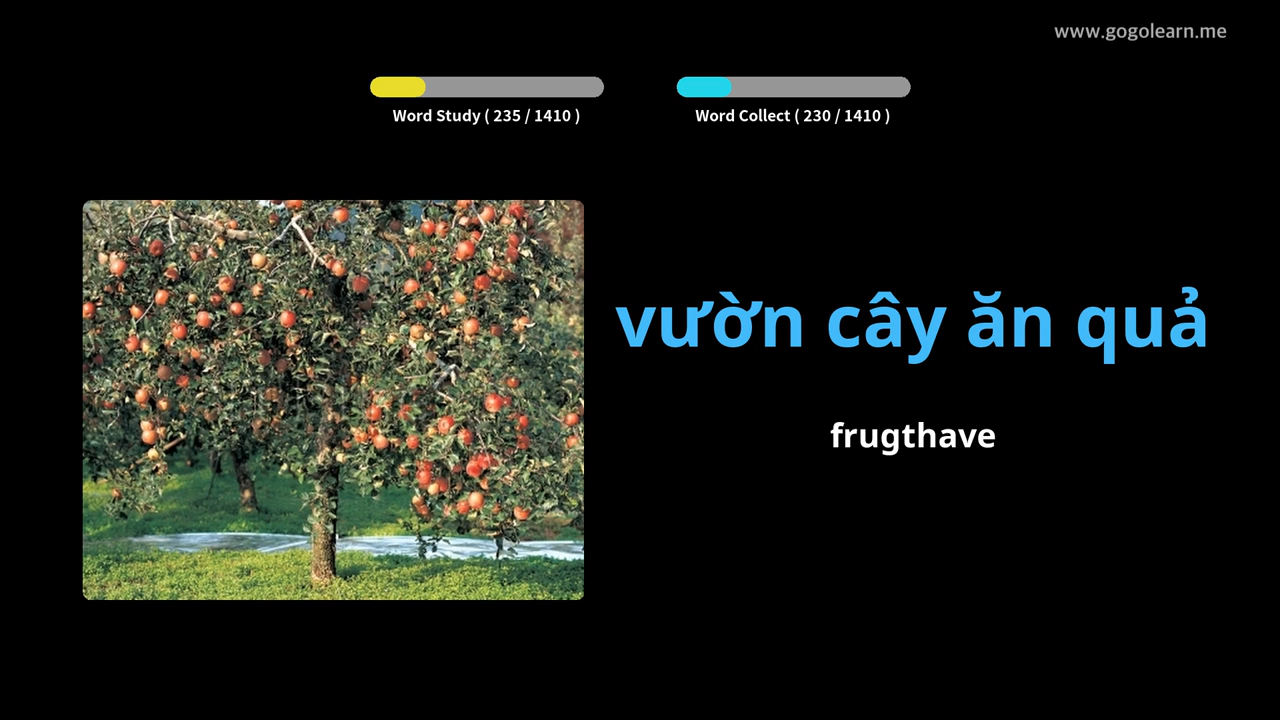 www.gogolearn.me
Word Study ( 235 / 1410 )
Word Collect ( 230 / 1410 )
vườn cây ăn quả
frugthave